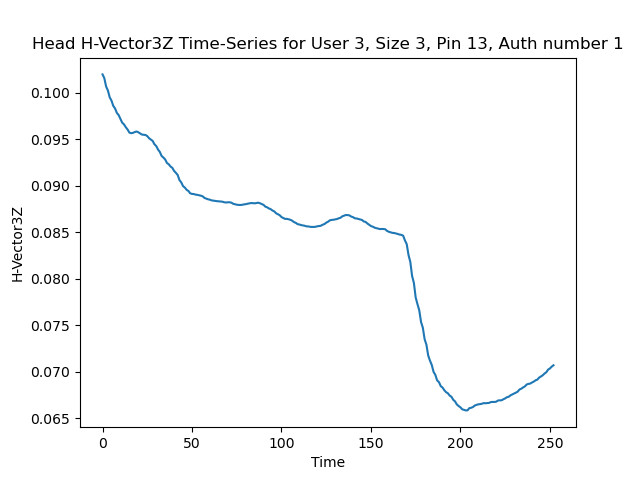 Head H-Vector3Z Time-Series for User 3, Size 3, Pin 13, Auth number 1
0.100
0.095
0.090
0.085
0.080
0.075
0.070
0.065
H-Vector3Z
0 50 100 150 200 250
Time